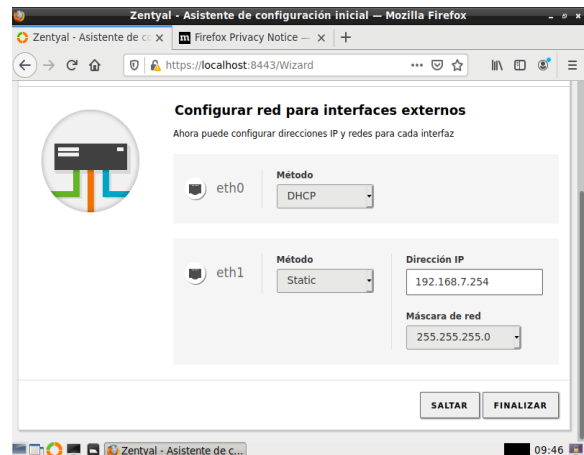 Zentyal - Asistente de configuración inicial — Mozilla Firefox
Zentyal - Asistente de co
Firefox Privacy Notice —
https://localhost:8443/Wizard
Configurar red para interfaces externos
Ahora puede configurar direcciones IP y redes para cada interfaz
eth0
Método
DHCP
eth1
Método
Static
Dirección IP
192.168.7.254
Máscara de red
255.255.255.0
SALTAR
FINALIZAR
Zentyal - Asistente de c...
09:46